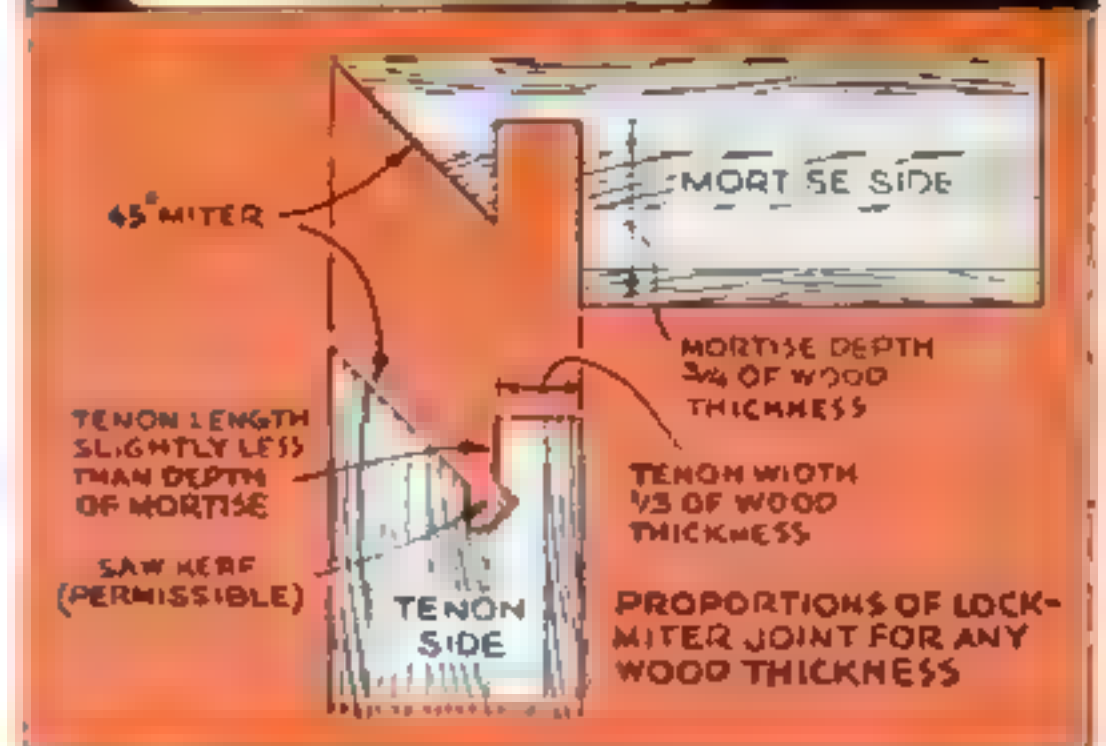 MORTISE SIDE
45° MITER
MORTISE DEPTH
3/4 OF WOOD
THICKNESS
TENON LENGTH
SLIGHTLY LESS
THAN DEPTH
OF MORTISE
TENON WIDTH
1/3 OF WOOD
THICKNESS
SAW KERF
(PERMISSIBLE)
TENON
SIDE
PROPORTIONS OF LOCK-
MITER JOINT FOR ANY
WOOD THICKNESS